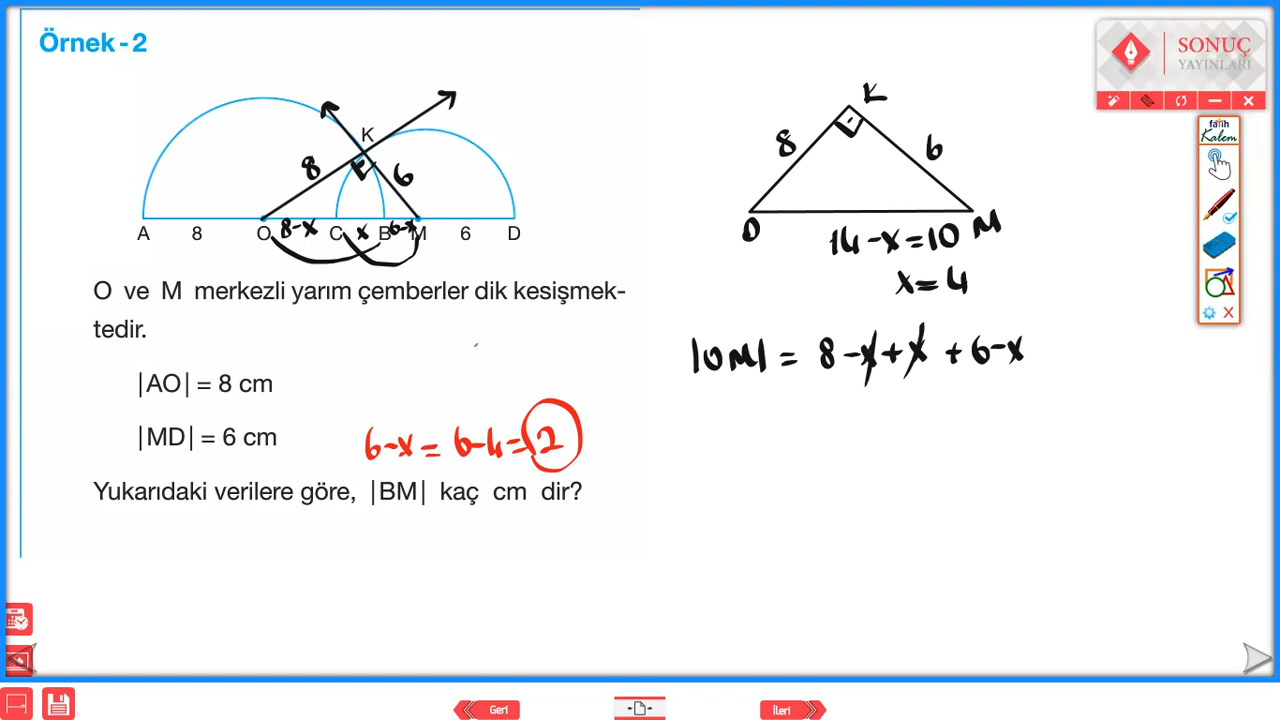 Örnek - 2
SONUÇ
YAYINLARI
fatih
Kalem
K
8
6
8-x
x
6-x
A 8 O C B M 6 D
K
8
6
O
M
14-x=10
x=4
O ve M merkezli yarım çemberler dik kesişmek-
tedir.
|OM| = 8-x+x+6-x
|AO| = 8 cm
|MD| = 6 cm
6-x = 6-4=2
Yukarıdaki verilere göre, |BM| kaç cm dir?
Geri
İleri